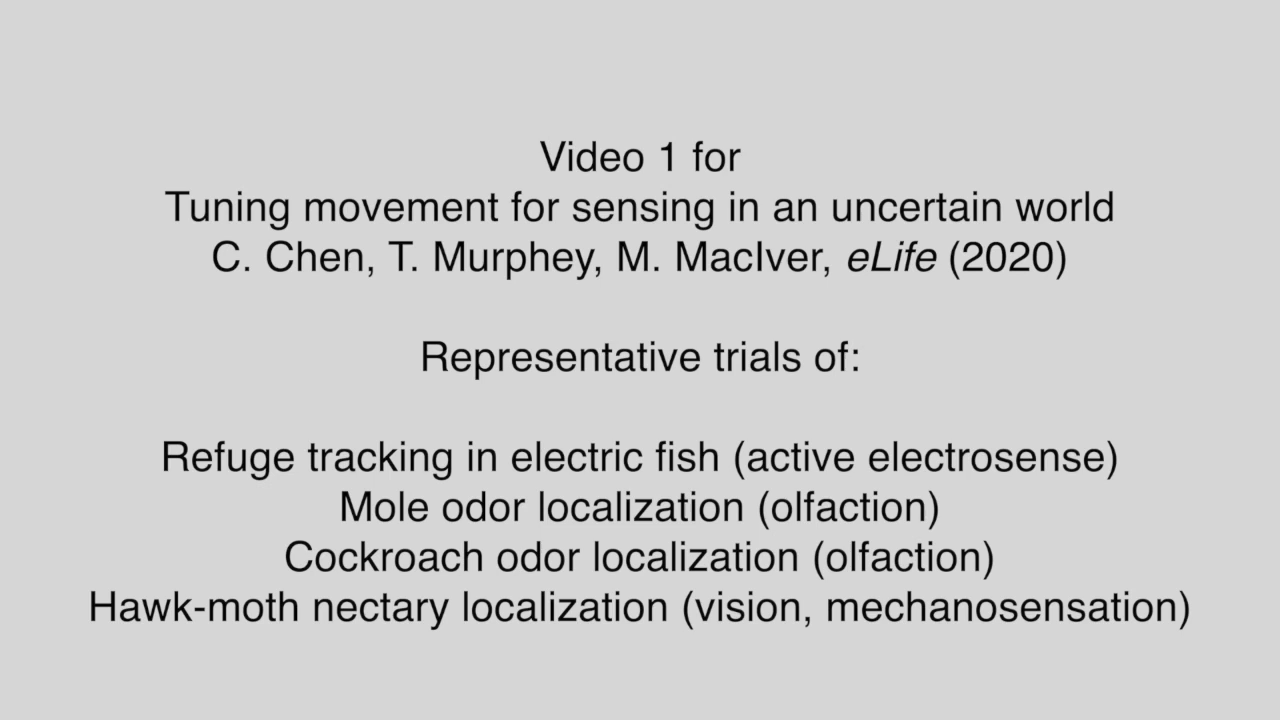 Video 1 for
Tuning movement for sensing in an uncertain world
C. Chen, T. Murphey, M. MacIver, eLife (2020)
Representative trials of:
Refuge tracking in electric fish (active electrosense)
Mole odor localization (olfaction)
Cockroach odor localization (olfaction)
Hawk-moth nectary localization (vision, mechanosensation)